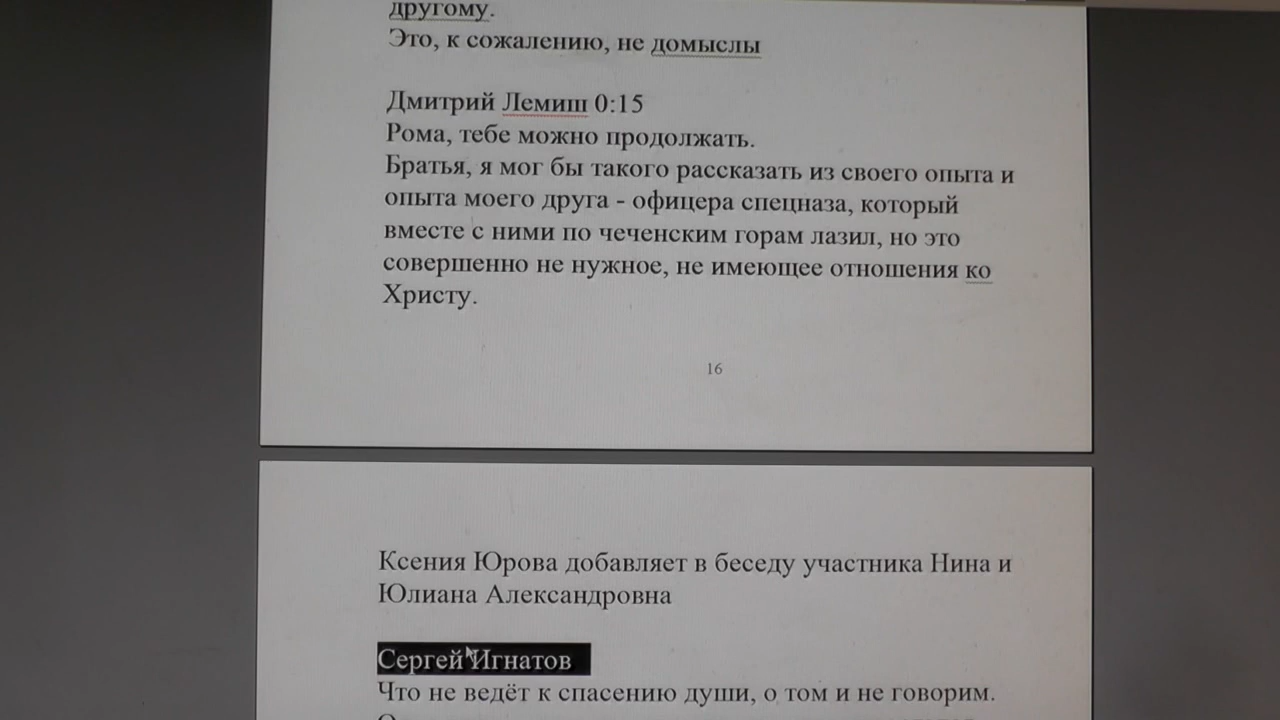 другому.
Это, к сожалению, не домыслы
Дмитрий Лемиш 0:15
Рома, тебе можно продолжать.
Братья, я мог бы такого рассказать из своего опыта и
опыта моего друга - офицера спецназа, который
вместе с ними по чеченским горам лазил, но это
совершенно не нужное, не имеющее отношения ко
Христу.
16
Ксения Юрова добавляет в беседу участника Нина и
Юлиана Александровна
Сергей Игнатов
Что не ведёт к спасению души, о том и не говорим.